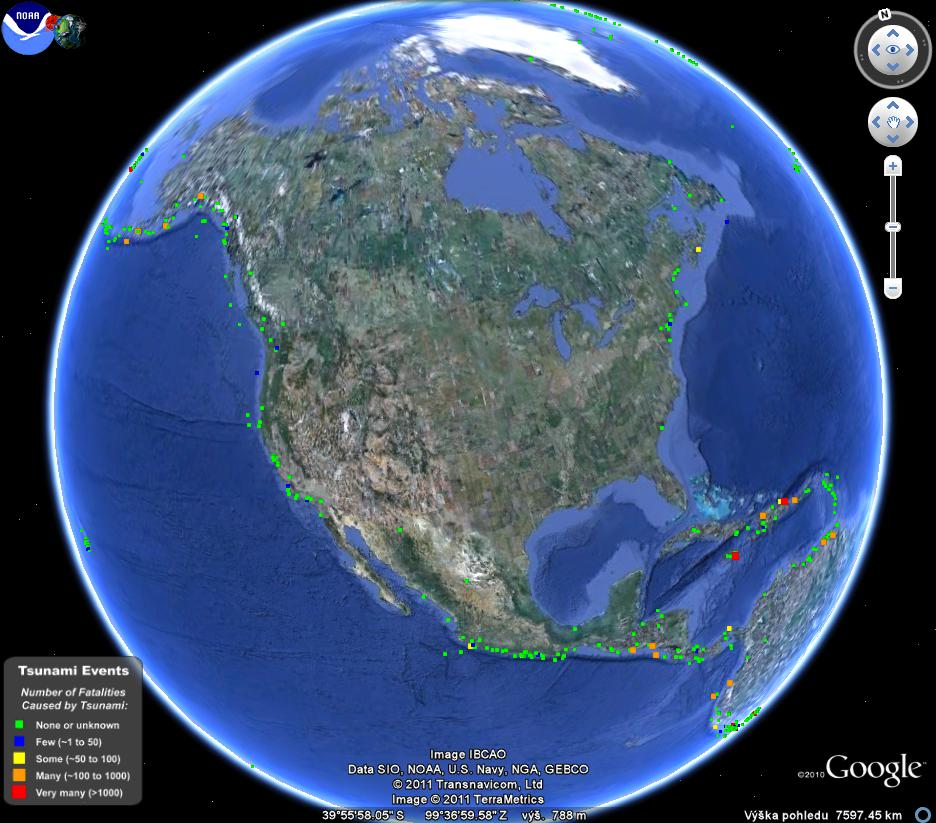 NOAA
N
Tsunami Events
Number of Fatalities
Caused by Tsunami:
None or unknown
Few (~1 to 50)
Some (~50 to 100)
Many (~100 to 1000)
Very many (>1000)
Image IBCAO
Data SIO, NOAA, U.S. Navy, NGA, GEBCO
© 2011 Transnavicom, Ltd
Image © 2011 TerraMetrics
©2010 Google™
39°55'58.05" S 99°36'59.58" Z výš. 788 m
Výška pohledu 7597.45 km